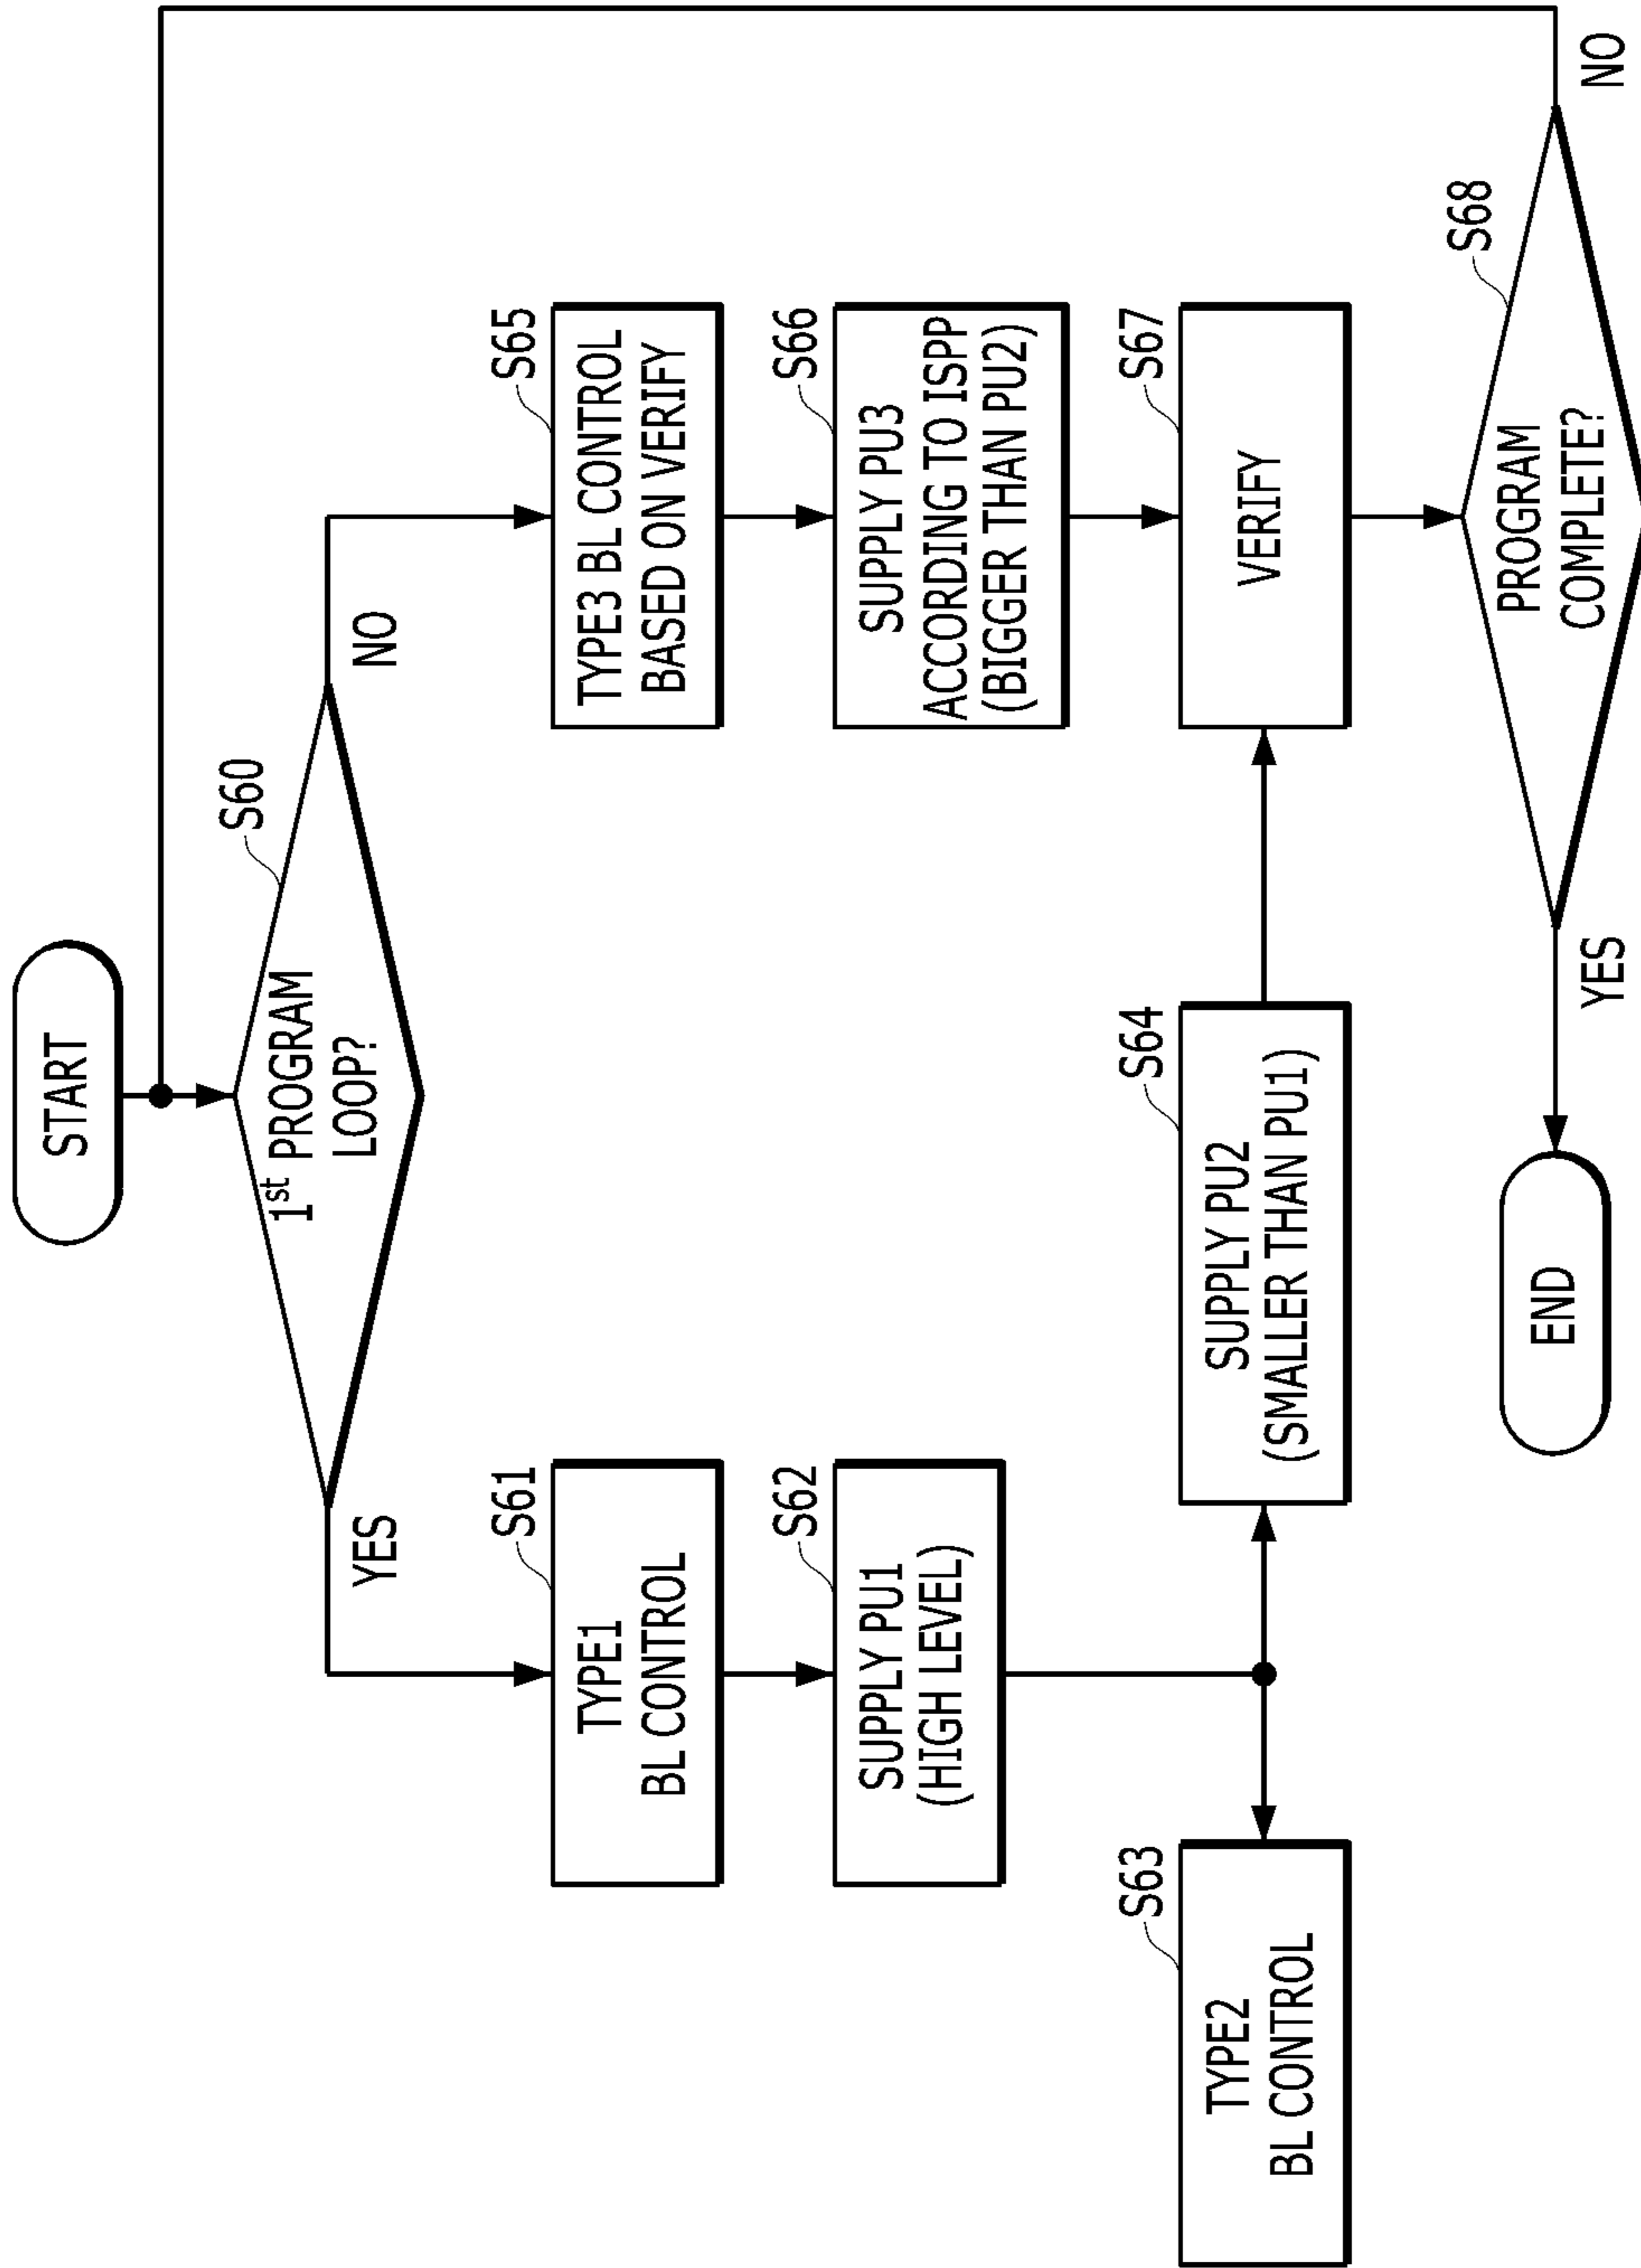 START
S60
1st PROGRAM
LOOP?
YES
NO
S61
TYPE1
BL CONTROL
S65
TYPE3 BL CONTROL
BASED ON VERIFY
S62
SUPPLY PU1
(HIGH LEVEL)
S66
SUPPLY PU3
ACCORDING TO ISPP
(BIGGER THAN PU2)
S63
TYPE2
BL CONTROL
S64
SUPPLY PU2
(SMALLER THAN PU1)
S67
VERIFY
S68
PROGRAM
COMPLETE?
YES
NO
END